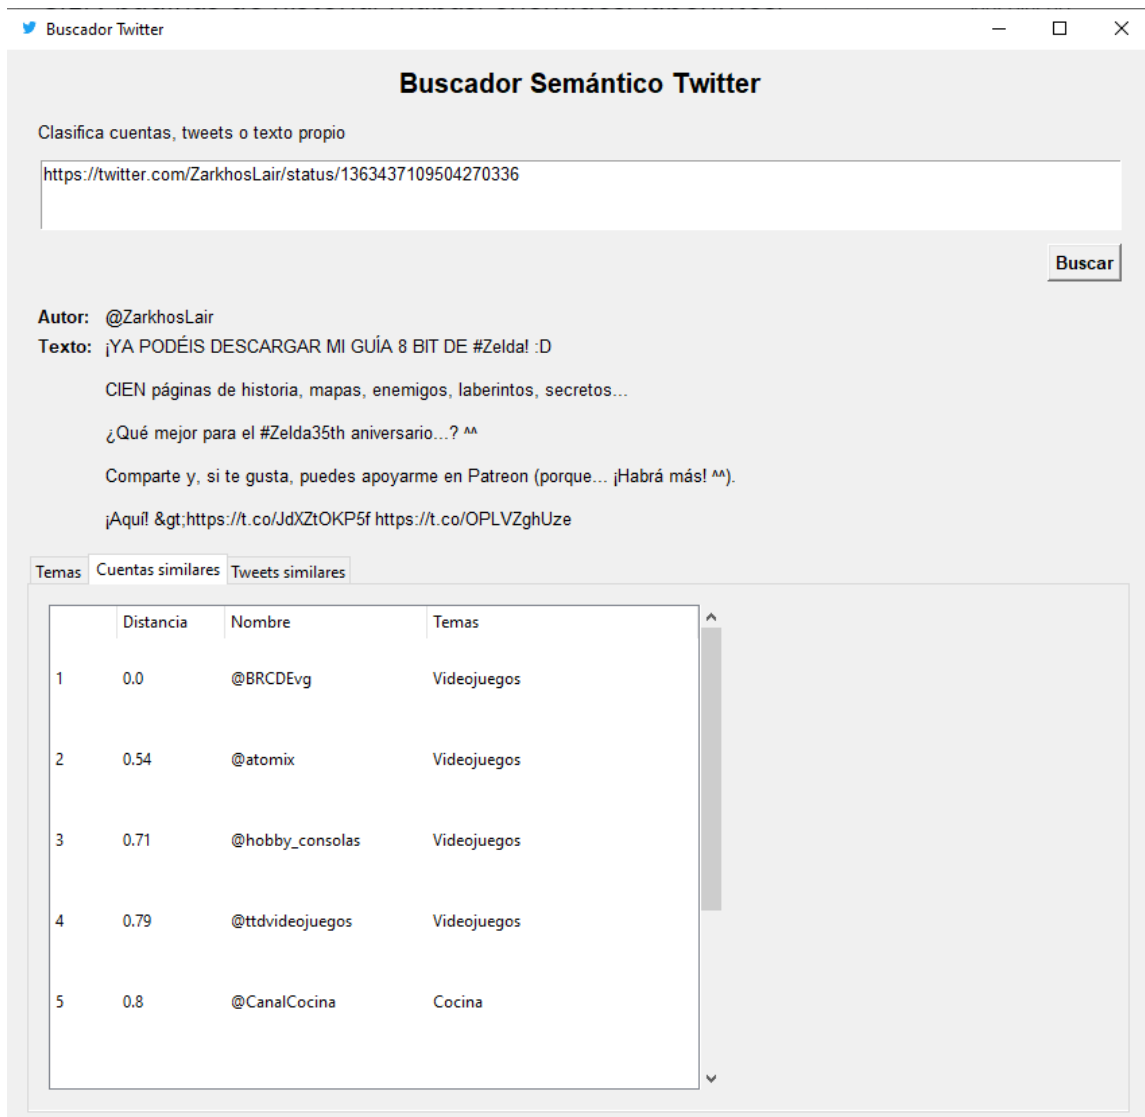 Buscador Twitter
Buscador Semántico Twitter
Clasifica cuentas, tweets o texto propio
https://twitter.com/ZarkhosLair/status/1363437109504270336
Buscar
Autor: @ZarkhosLair
Texto: ¡YA PODÉIS DESCARGAR MI GUÍA 8 BIT DE #Zelda! :D
CIEN páginas de historia, mapas, enemigos, laberintos, secretos...
¿Qué mejor para el #Zelda35th aniversario...? ^^
Comparte y, si te gusta, puedes apoyarme en Patreon (porque... ¡Habrá más! ^^).
¡Aquí! &gt;https://t.co/JdXZtOKP5f https://t.co/OPLVZghUze
Temas Cuentas similares Tweets similares
Distancia Nombre Temas
1 0.0 @BRCDEvg Videojuegos
2 0.54 @atomix Videojuegos
3 0.71 @hobby_consolas Videojuegos
4 0.79 @ttdvideojuegos Videojuegos
5 0.8 @CanalCocina Cocina